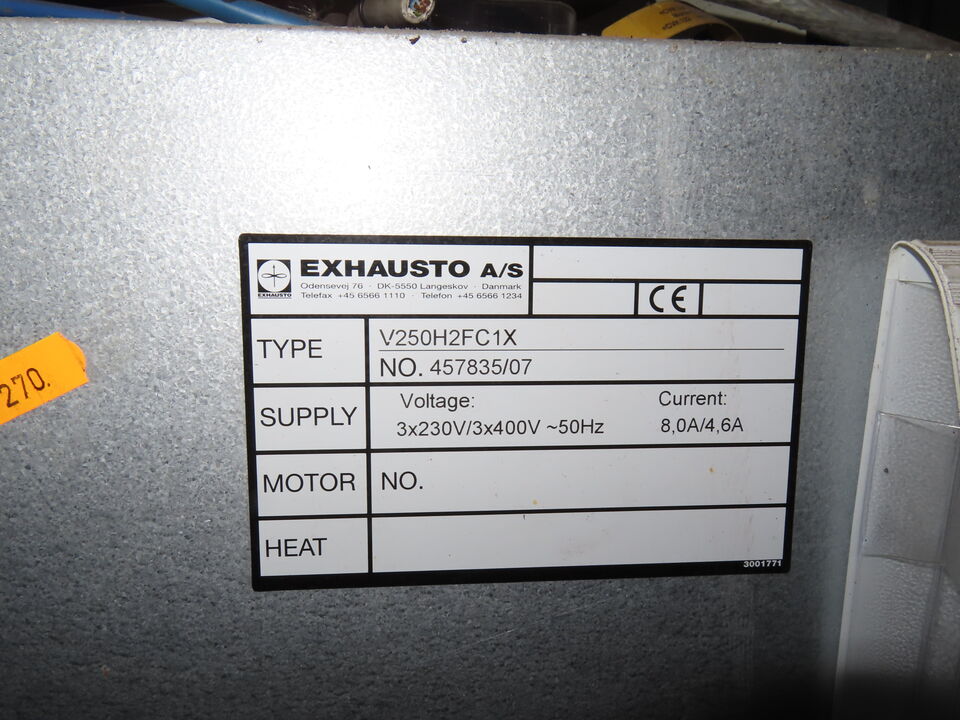 EXHAUSTO A/S
EXHAUSTO
Odensevej 76 · DK-5550 Langeskov · Danmark
Telefax +45 6566 1110 · Telefon +45 6566 1234
CE
TYPE
V250H2FC1X
NO. 457835/07
SUPPLY
Voltage: Current:
3x230V/3x400V ~50Hz 8,0A/4,6A
MOTOR
NO.
HEAT
3001771
270.